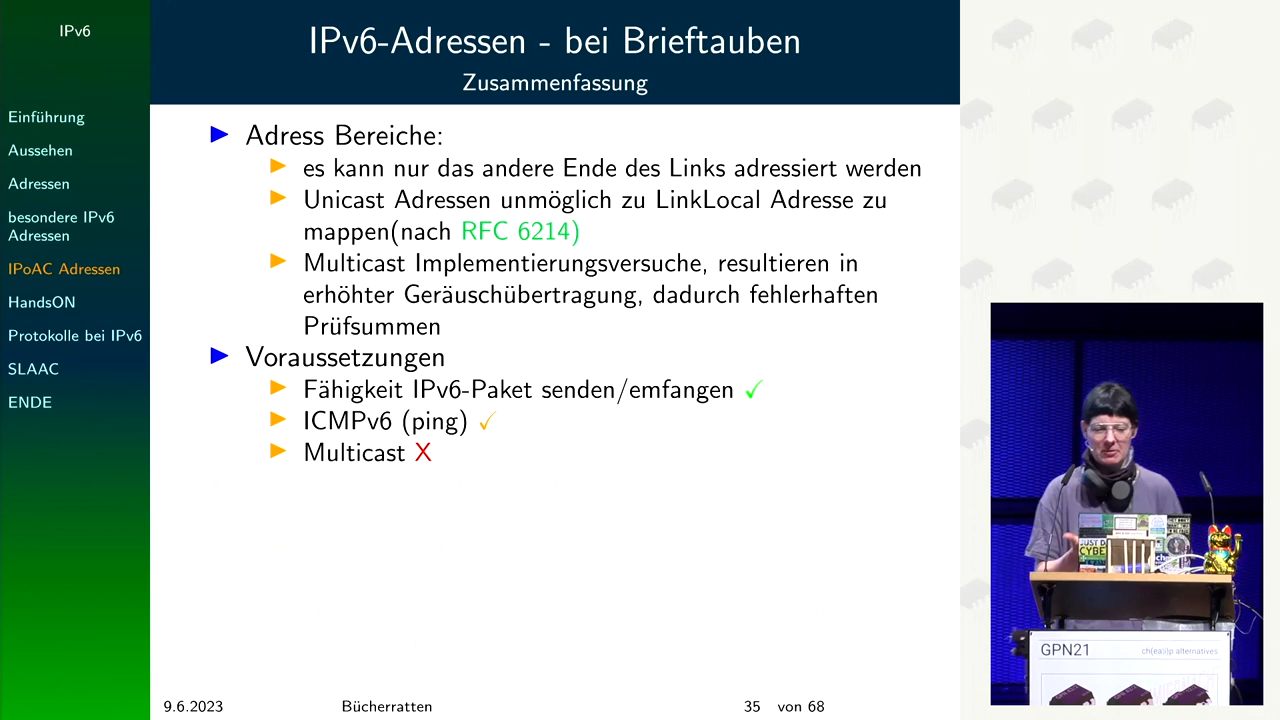 IPv6
Einführung
Aussehen
Adressen
besondere IPv6
Adressen
IPoAC Adressen
HandsON
Protokolle bei IPv6
SLAAC
ENDE
IPv6-Adressen - bei Brieftauben
Zusammenfassung
Adress Bereiche:
es kann nur das andere Ende des Links adressiert werden
Unicast Adressen unmöglich zu LinkLocal Adresse zu
mappen(nach RFC 6214)
Multicast Implementierungsversuche, resultieren in
erhöhter Geräuschübertragung, dadurch fehlerhaften
Prüfsummen
Voraussetzungen
Fähigkeit IPv6-Paket senden/emfangen ✓
ICMPv6 (ping) ✓
Multicast X
9.6.2023 Bücherratten 35 von 68
CYBE
GPN21
ch(ea)ip alternatives